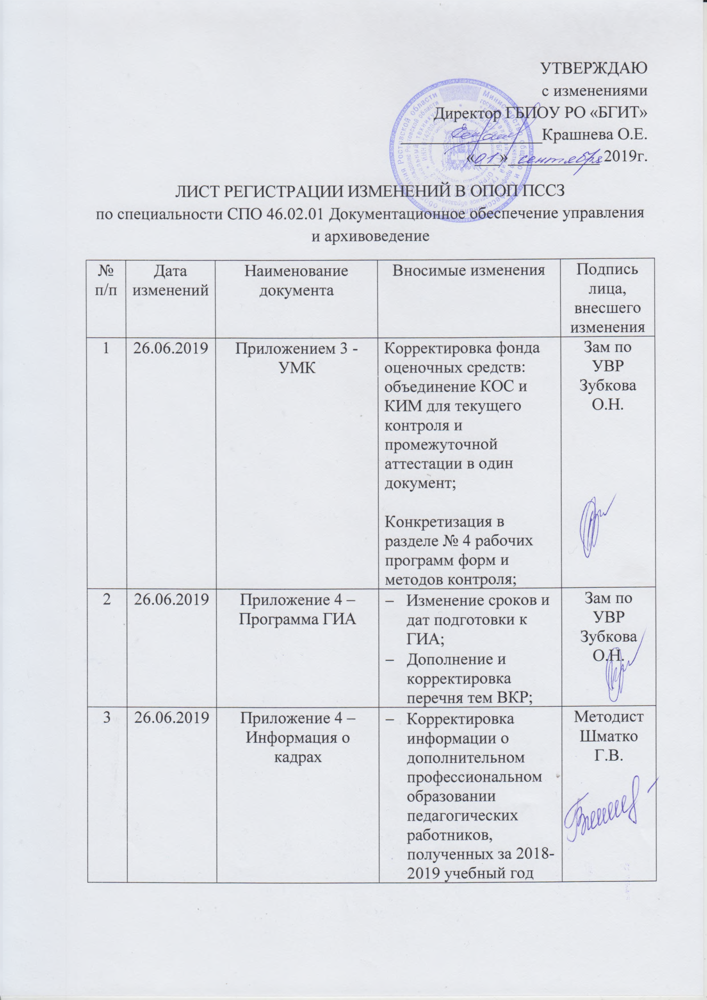 УТВЕРЖДАЮ
с изменениями
Директор ГБПОУ РО «БГИТ»
Крашнева О.Е.
«01» сентября 2019г.
ЛИСТ РЕГИСТРАЦИИ ИЗМЕНЕНИЙ В ОПОП ПССЗ
по специальности СПО 46.02.01 Документационное обеспечение управления
и архивоведение
№
п/п
Дата
изменений
Наименование
документа
Вносимые изменения
Подпись
лица,
внесшего
изменения
1
26.06.2019
Приложением 3 -
УМК
Корректировка фонда
оценочных средств:
объединение КОС и
КИМ для текущего
контроля и
промежуточной
аттестации в один
документ;
Конкретизация в
разделе № 4 рабочих
программ форм и
методов контроля;
Зам по
УВР
Зубкова
О.Н.
2
26.06.2019
Приложение 4 –
Программа ГИА
– Изменение сроков и
дат подготовки к
ГИА;
– Дополнение и
корректировка
перечня тем ВКР;
Зам по
УВР
Зубкова
О.Н.
3
26.06.2019
Приложение 4 –
Информация о
кадрах
– Корректировка
информации о
дополнительном
профессиональном
образовании
педагогических
работников,
полученных за 2018-
2019 учебный год
Методист
Шматко
Г.В.